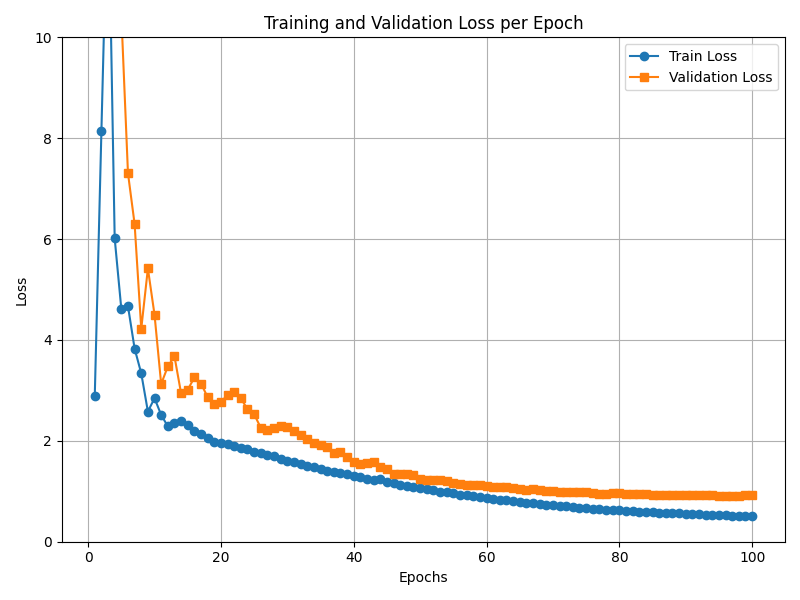 Training and Validation Loss per Epoch
10
8
6
4
2
0
Loss
Train Loss
Validation Loss
0 20 40 60 80 100
Epochs